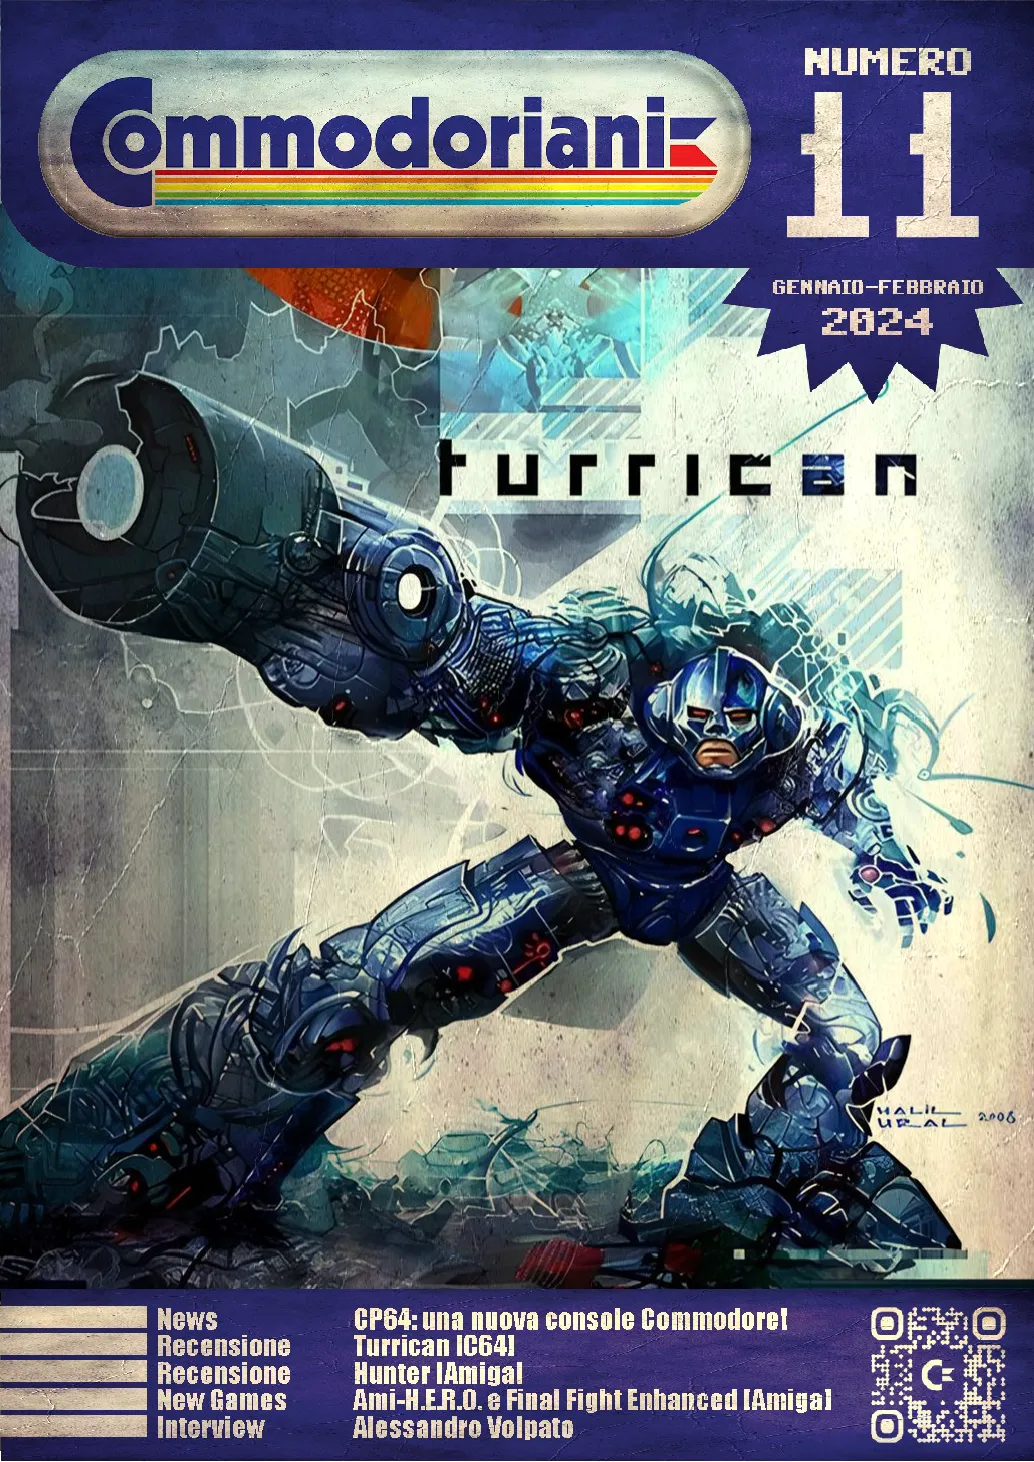 Commodoriani
NUMERO
11
GENNAIO-FEBBRAIO
2024
turrican
HALIL
URAL 2006
News CP64: una nuova console Commodore!
Recensione Turrican [C64]
Recensione Hunter [Amiga]
New Games Ami-H.E.R.O. e Final Fight Enhanced [Amiga]
Interview Alessandro Volpato